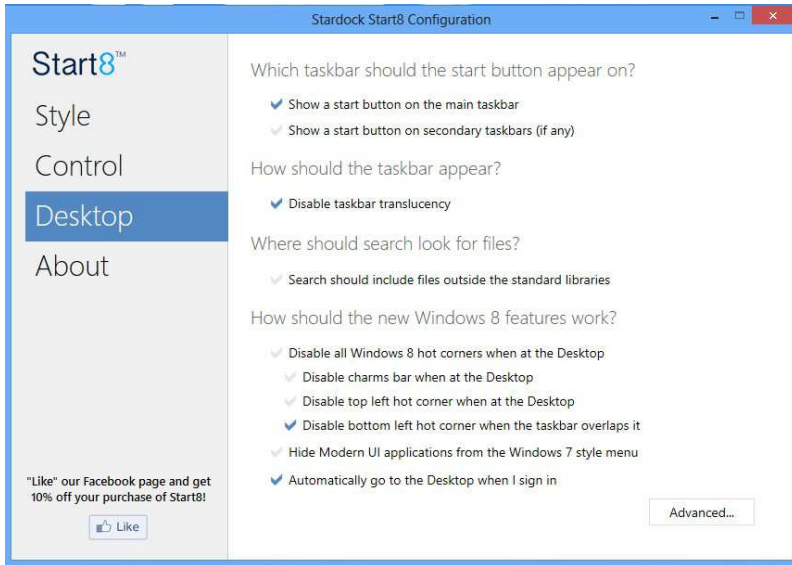 Stardock Start8 Configuration
Start8™
Style
Control
Desktop
About
"Like" our Facebook page and get
10% off your purchase of Start8!
Like
Which taskbar should the start button appear on?
Show a start button on the main taskbar
Show a start button on secondary taskbars (if any)
How should the taskbar appear?
Disable taskbar translucency
Where should search look for files?
Search should include files outside the standard libraries
How should the new Windows 8 features work?
Disable all Windows 8 hot corners when at the Desktop
Disable charms bar when at the Desktop
Disable top left hot corner when at the Desktop
Disable bottom left hot corner when the taskbar overlaps it
Hide Modern UI applications from the Windows 7 style menu
Automatically go to the Desktop when I sign in
Advanced...